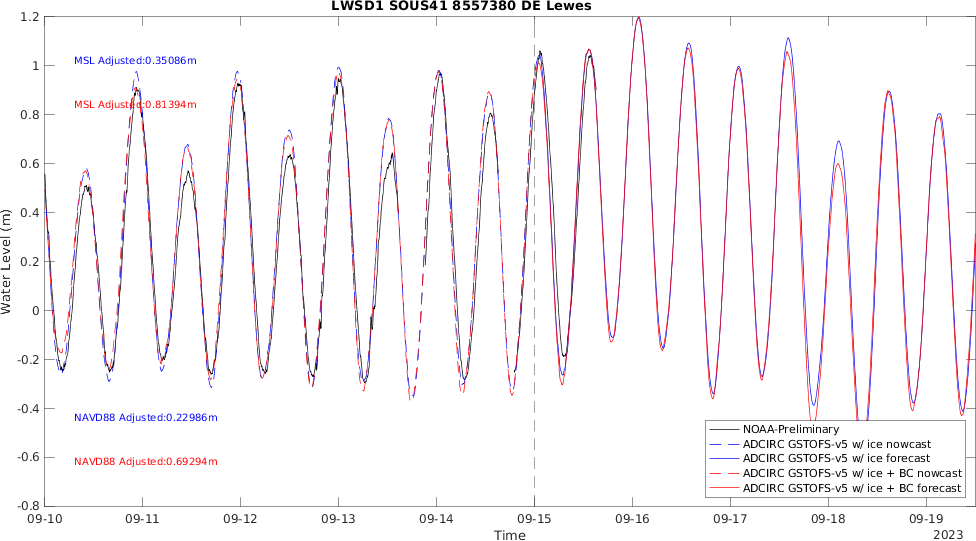 LWSD1 SOUS41 8557380 DE Lewes
1.2
1
0.8
0.6
0.4
0.2
0
-0.2
-0.4
-0.6
-0.8
Water Level (m)
MSL Adjusted:0.35086m
MSL Adjusted:0.81394m
NAVD88 Adjusted:0.22986m
NAVD88 Adjusted:0.69294m
NOAA-Preliminary
ADCIRC GSTOFS-v5 w/ ice nowcast
ADCIRC GSTOFS-v5 w/ ice forecast
ADCIRC GSTOFS-v5 w/ ice + BC nowcast
ADCIRC GSTOFS-v5 w/ ice + BC forecast
09-10 09-11 09-12 09-13 09-14 09-15 09-16 09-17 09-18 09-19
Time
2023